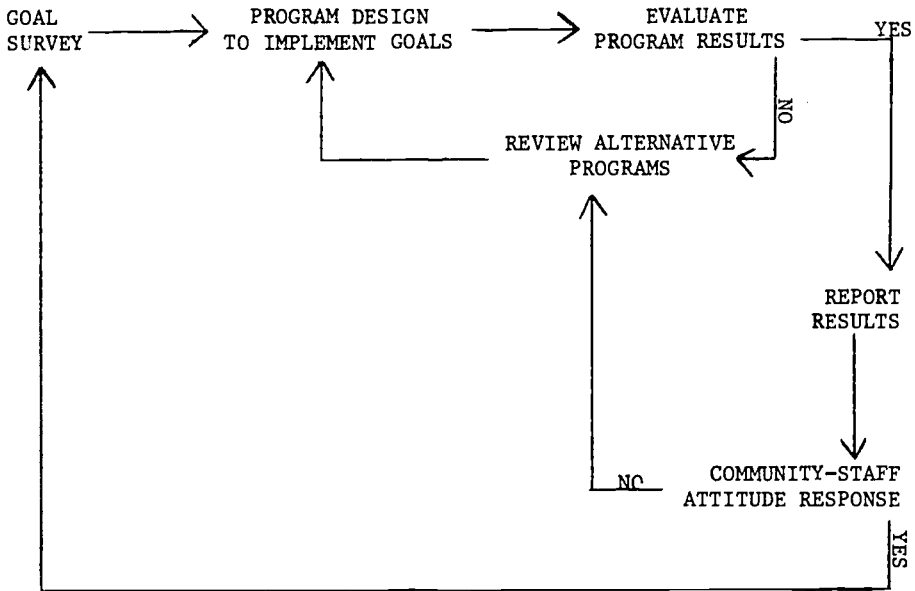 GOAL
SURVEY
PROGRAM DESIGN
TO IMPLEMENT GOALS
EVALUATE
PROGRAM RESULTS
YES
NO
REVIEW ALTERNATIVE
PROGRAMS
REPORT
RESULTS
COMMUNITY-STAFF
ATTITUDE RESPONSE
NO
YES